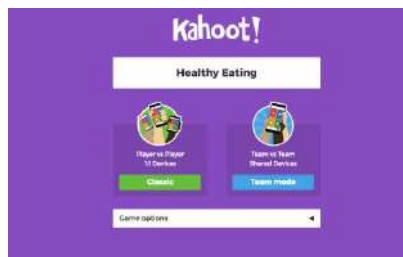 Kahoot!
Healthy Eating
Player vs Player
1:1 Devices
Classic
Team vs Team
Shared Devices
Team mode
Game options